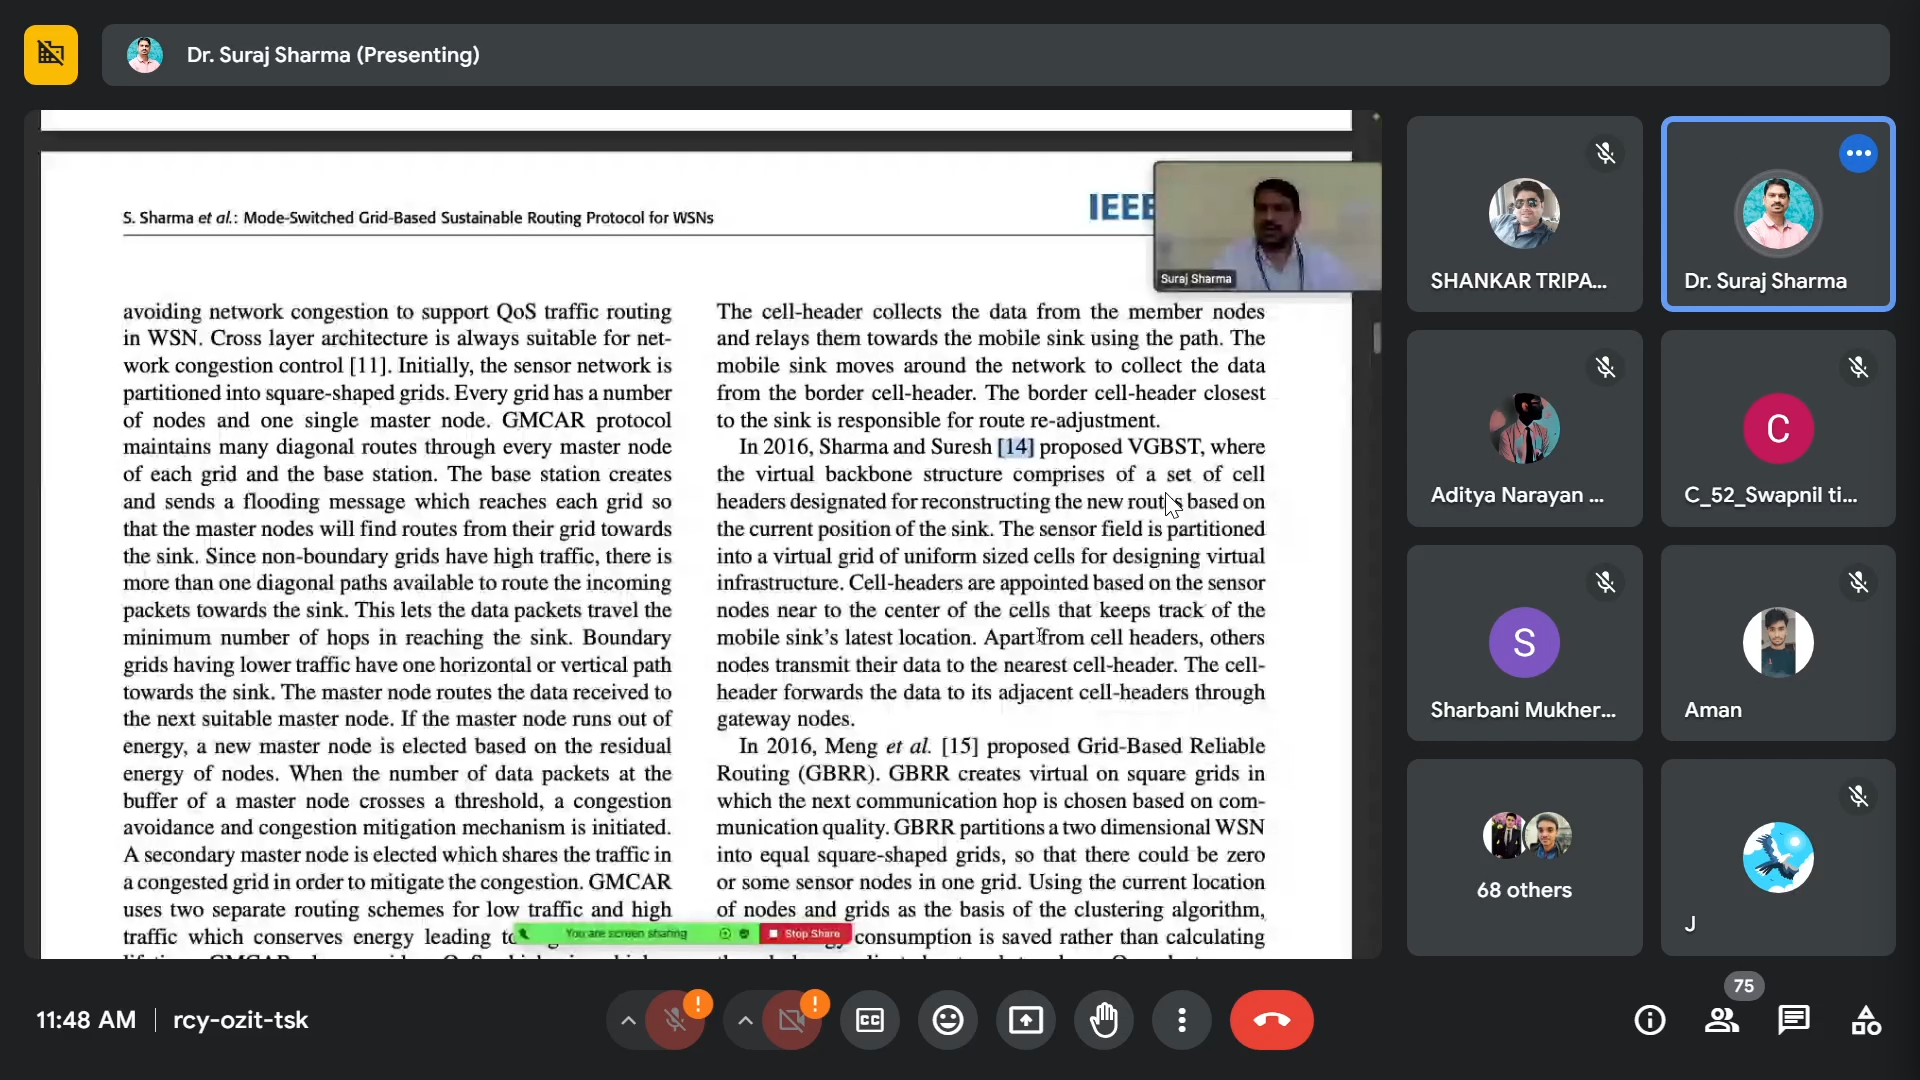 Dr. Suraj Sharma (Presenting)
S. Sharma et al.: Mode-Switched Grid-Based Sustainable Routing Protocol for WSNs
IEEE
Suraj Sharma
avoiding network congestion to support QoS traffic routing
in WSN. Cross layer architecture is always suitable for net-
work congestion control [11]. Initially, the sensor network is
partitioned into square-shaped grids. Every grid has a number
of nodes and one single master node. GMCAR protocol
maintains many diagonal routes through every master node
of each grid and the base station. The base station creates
and sends a flooding message which reaches each grid so
that the master nodes will find routes from their grid towards
the sink. Since non-boundary grids have high traffic, there is
more than one diagonal paths available to route the incoming
packets towards the sink. This lets the data packets travel the
minimum number of hops in reaching the sink. Boundary
grids having lower traffic have one horizontal or vertical path
towards the sink. The master node routes the data received to
the next suitable master node. If the master node runs out of
energy, a new master node is elected based on the residual
energy of nodes. When the number of data packets at the
buffer of a master node crosses a threshold, a congestion
avoidance and congestion mitigation mechanism is initiated.
A secondary master node is elected which shares the traffic in
a congested grid in order to mitigate the congestion. GMCAR
uses two separate routing schemes for low traffic and high
traffic which conserves energy leading
The cell-header collects the data from the member nodes
and relays them towards the mobile sink using the path. The
mobile sink moves around the network to collect the data
from the border cell-header. The border cell-header closest
to the sink is responsible for route re-adjustment.
In 2016, Sharma and Suresh [14] proposed VGBST, where
the virtual backbone structure comprises of a set of cell
headers designated for reconstructing the new routes based on
the current position of the sink. The sensor field is partitioned
into a virtual grid of uniform sized cells for designing virtual
infrastructure. Cell-headers are appointed based on the sensor
nodes near to the center of the cells that keeps track of the
mobile sink's latest location. Apart from cell headers, others
nodes transmit their data to the nearest cell-header. The cell-
header forwards the data to its adjacent cell-headers through
gateway nodes.
In 2016, Meng et al. [15] proposed Grid-Based Reliable
Routing (GBRR). GBRR creates virtual on square grids in
which the next communication hop is chosen based on com-
munication quality. GBRR partitions a two dimensional WSN
into equal square-shaped grids, so that there could be zero
or some sensor nodes in one grid. Using the current location
of nodes and grids as the basis of the clustering algorithm,
consumption is saved rather than calculating
You are screen sharing
Stop Share
SHANKAR TRIPA...
Dr. Suraj Sharma
Aditya Narayan ...
C
C_52_Swapnil ti...
S
Sharbani Mukher...
Aman
68 others
J
11:48 AM
rcy-ozit-tsk
CC
75